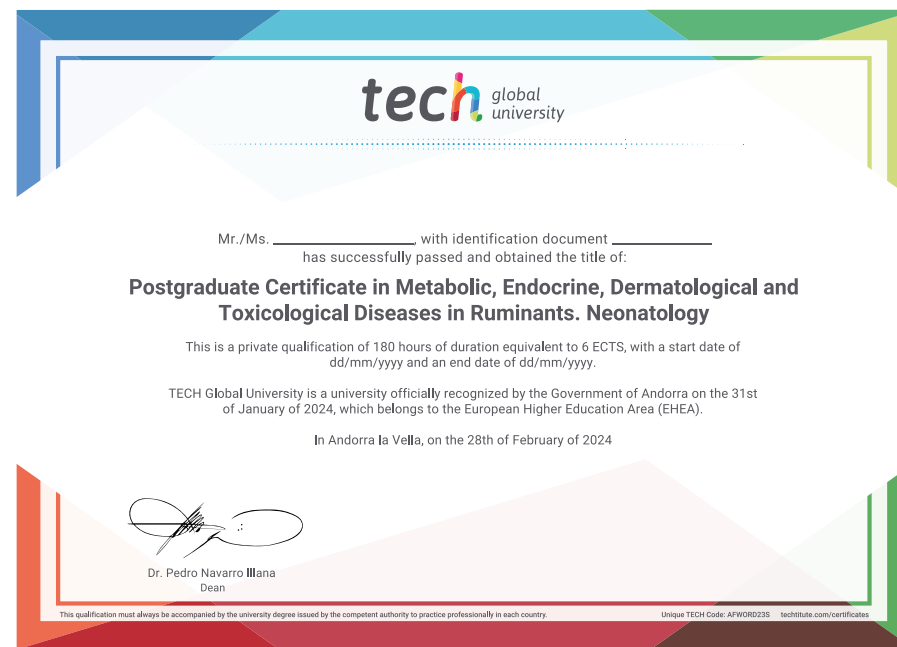 tech global
university
Mr./Ms. ________________, with identification document ____________
has successfully passed and obtained the title of:
Postgraduate Certificate in Metabolic, Endocrine, Dermatological and
Toxicological Diseases in Ruminants. Neonatology
This is a private qualification of 180 hours of duration equivalent to 6 ECTS, with a start date of
dd/mm/yyyy and an end date of dd/mm/yyyy.
TECH Global University is a university officially recognized by the Government of Andorra on the 31st
of January of 2024, which belongs to the European Higher Education Area (EHEA).
In Andorra la Vella, on the 28th of February of 2024
Dr. Pedro Navarro Illana
Dean
This qualification must always be accompanied by the university degree issued by the competent authority to practice professionally in each country.
Unique TECH Code: AFWORD23S techtitute.com/certificates